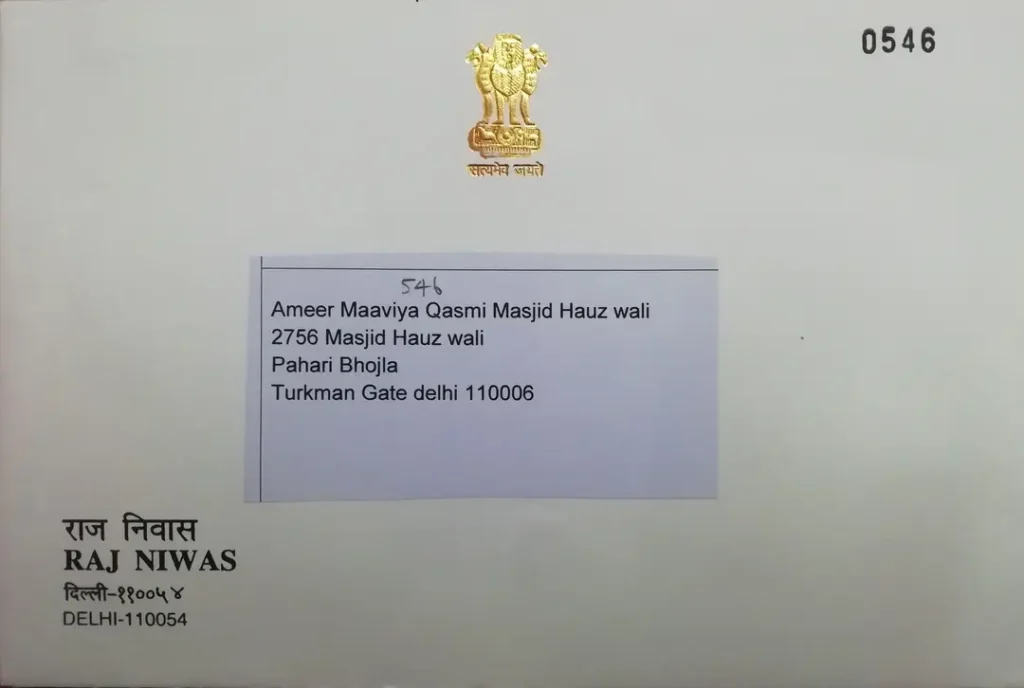 0546
सत्यमेव जयते
546
Ameer Maaviya Qasmi Masjid Hauz wali
2756 Masjid Hauz wali
Pahari Bhojla
Turkman Gate delhi 110006
राज निवास
RAJ NIWAS
दिल्ली-११००५४
DELHI-110054